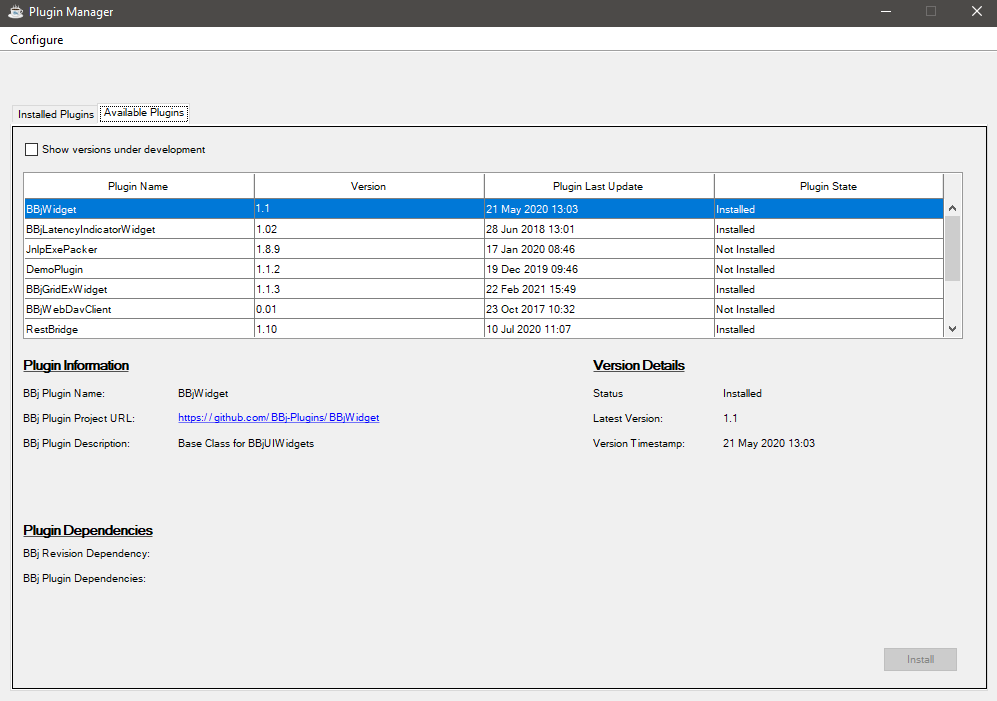 Plugin Manager
Configure
Installed Plugins Available Plugins
Show versions under development
Plugin Name Version Plugin Last Update Plugin State
BBjWidget 1.1 21 May 2020 13:03 Installed
BBjLatencyIndicatorWidget 1.02 28 Jun 2018 13:01 Installed
JnlpExePacker 1.8.9 17 Jan 2020 08:46 Not Installed
DemoPlugin 1.1.2 19 Dec 2019 09:46 Not Installed
BBjGridExWidget 1.1.3 22 Feb 2021 15:49 Installed
BBjWebDavClient 0.01 23 Oct 2017 10:32 Not Installed
RestBridge 1.10 10 Jul 2020 11:07 Installed
Plugin Information Version Details
BBj Plugin Name: BBjWidget Status Installed
BBj Plugin Project URL: https://github.com/BBj-Plugins/BBjWidget Latest Version: 1.1
BBj Plugin Description: Base Class for BBjUIWidgets Version Timestamp: 21 May 2020 13:03
Plugin Dependencies
BBj Revision Dependency:
BBj Plugin Dependencies:
Install